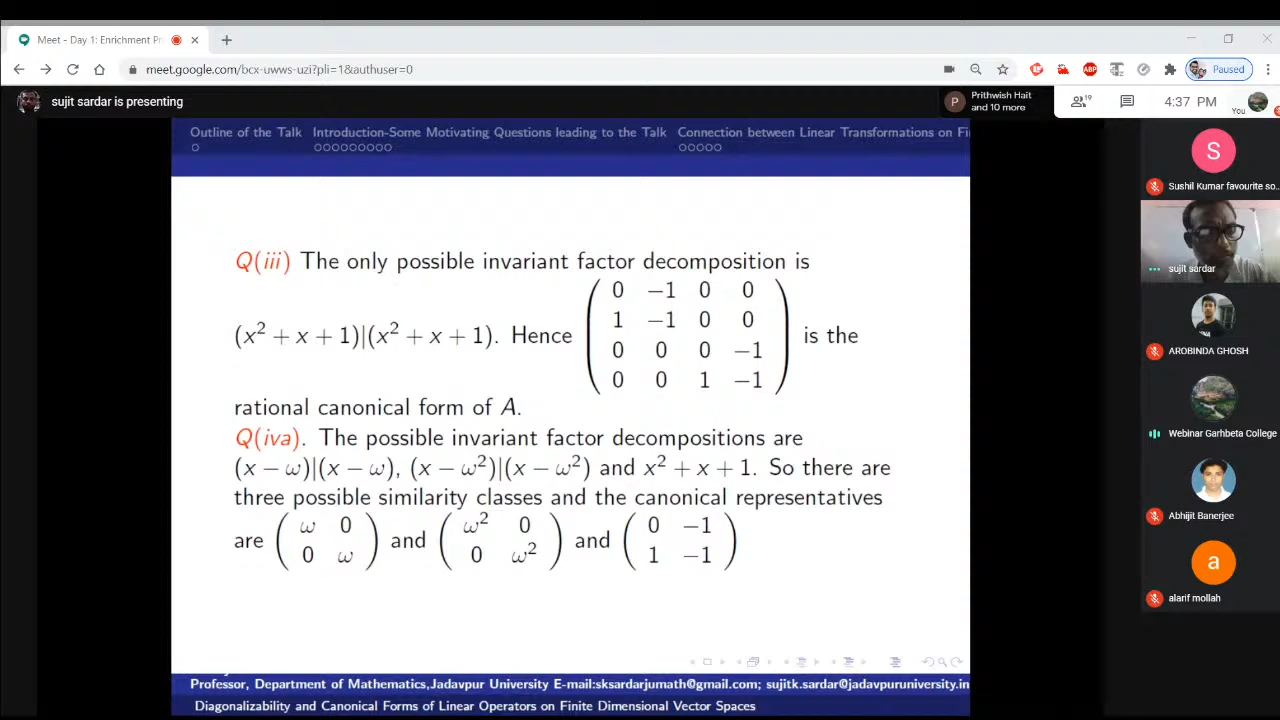 Meet - Day 1: Enrichment Pr
meet.google.com/bcx-uwws-uzi?pli=1&authuser=0
ABP
Paused
sujit sardar is presenting
P
Prithwish Hait
and 10 more
19
4:37 PM
You
Outline of the Talk Introduction-Some Motivating Questions leading to the Talk Connection between Linear Transformations on Fi
Q(iii) The only possible invariant factor decomposition is
(x² + x + 1)|(x² + x + 1). Hence
0 −1 0 0
1 −1 0 0
0 0 0 −1
0 0 1 −1
is the
rational canonical form of A.
Q(iva). The possible invariant factor decompositions are
(x − ω)|(x − ω), (x − ω²)|(x − ω²) and x² + x + 1. So there are
three possible similarity classes and the canonical representatives
are ( ω 0
0 ω ) and ( ω² 0
0 ω² ) and ( 0 −1
1 −1 )
Professor, Department of Mathematics,Jadavpur University E-mail:sksardarjumath@gmail.com; sujitk.sardar@jadavpuruniversity.in
Diagonalizability and Canonical Forms of Linear Operators on Finite Dimensional Vector Spaces
S
Sushil Kumar favourite so...
sujit sardar
AROBINDA GHOSH
Webinar Garhbeta College
Abhijit Banerjee
a
alarif mollah